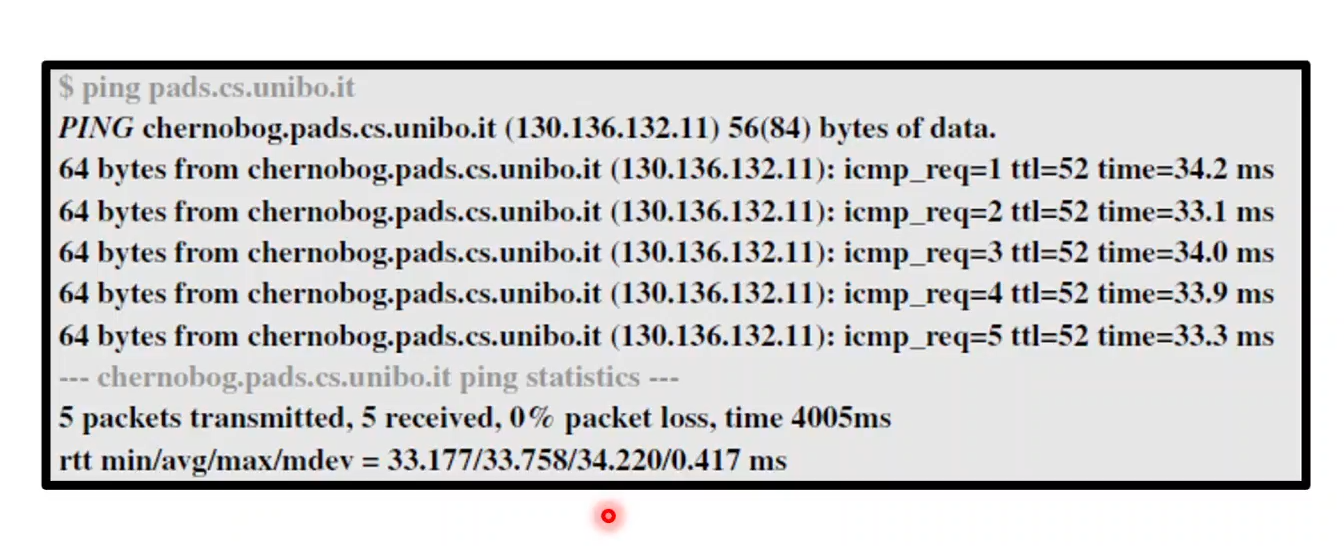 $ ping pads.cs.unibo.it
PING chernobog.pads.cs.unibo.it (130.136.132.11) 56(84) bytes of data.
64 bytes from chernobog.pads.cs.unibo.it (130.136.132.11): icmp_req=1 ttl=52 time=34.2 ms
64 bytes from chernobog.pads.cs.unibo.it (130.136.132.11): icmp_req=2 ttl=52 time=33.1 ms
64 bytes from chernobog.pads.cs.unibo.it (130.136.132.11): icmp_req=3 ttl=52 time=34.0 ms
64 bytes from chernobog.pads.cs.unibo.it (130.136.132.11): icmp_req=4 ttl=52 time=33.9 ms
64 bytes from chernobog.pads.cs.unibo.it (130.136.132.11): icmp_req=5 ttl=52 time=33.3 ms
--- chernobog.pads.cs.unibo.it ping statistics ---
5 packets transmitted, 5 received, 0% packet loss, time 4005ms
rtt min/avg/max/mdev = 33.177/33.758/34.220/0.417 ms